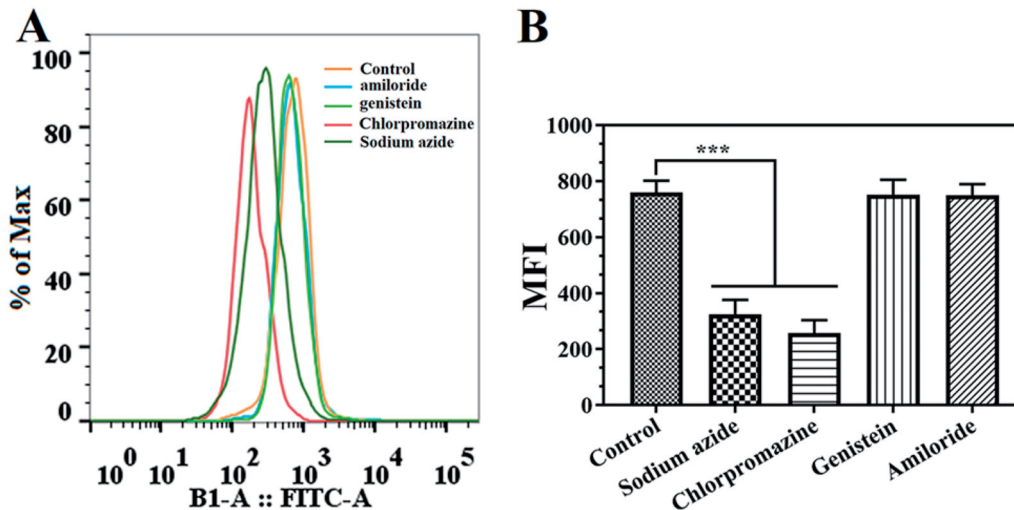 A
100
80
60
40
20
0
% of Max
Control
amiloride
genistein
Chlorpromazine
Sodium azide
10^0 10^1 10^2 10^3 10^4 10^5
B1-A :: FITC-A
B
1000
800
600
400
200
0
MFI
***
Control
Sodium azide
Chlorpromazine
Genistein
Amiloride